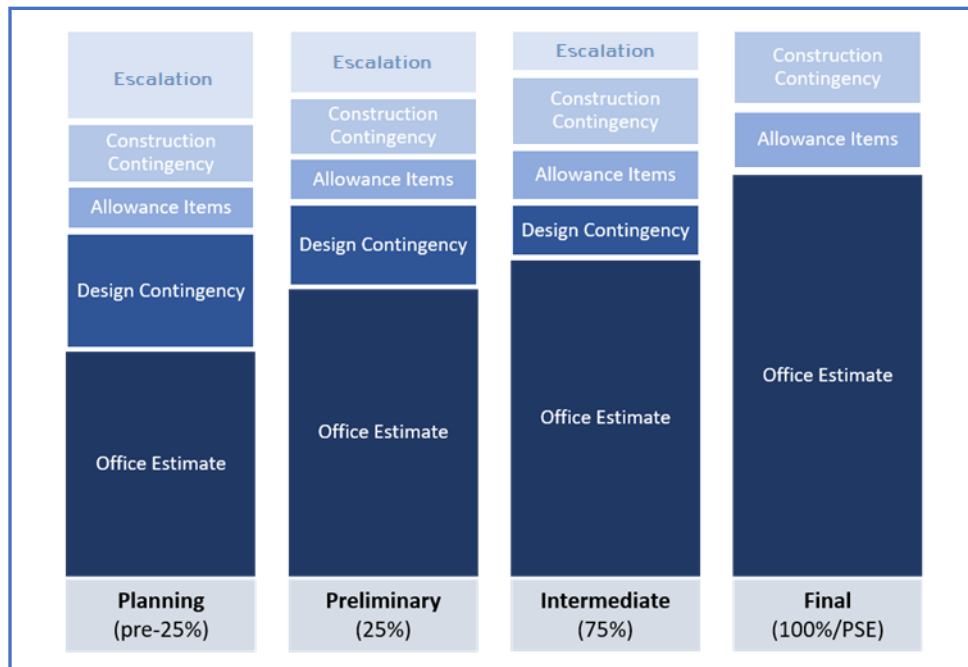 Escalation
Construction
Contingency
Allowance Items
Design Contingency
Office Estimate
Planning
(pre-25%)
Escalation
Construction
Contingency
Allowance Items
Design Contingency
Office Estimate
Preliminary
(25%)
Escalation
Construction
Contingency
Allowance Items
Design Contingency
Office Estimate
Intermediate
(75%)
Construction
Contingency
Allowance Items
Office Estimate
Final
(100%/PSE)